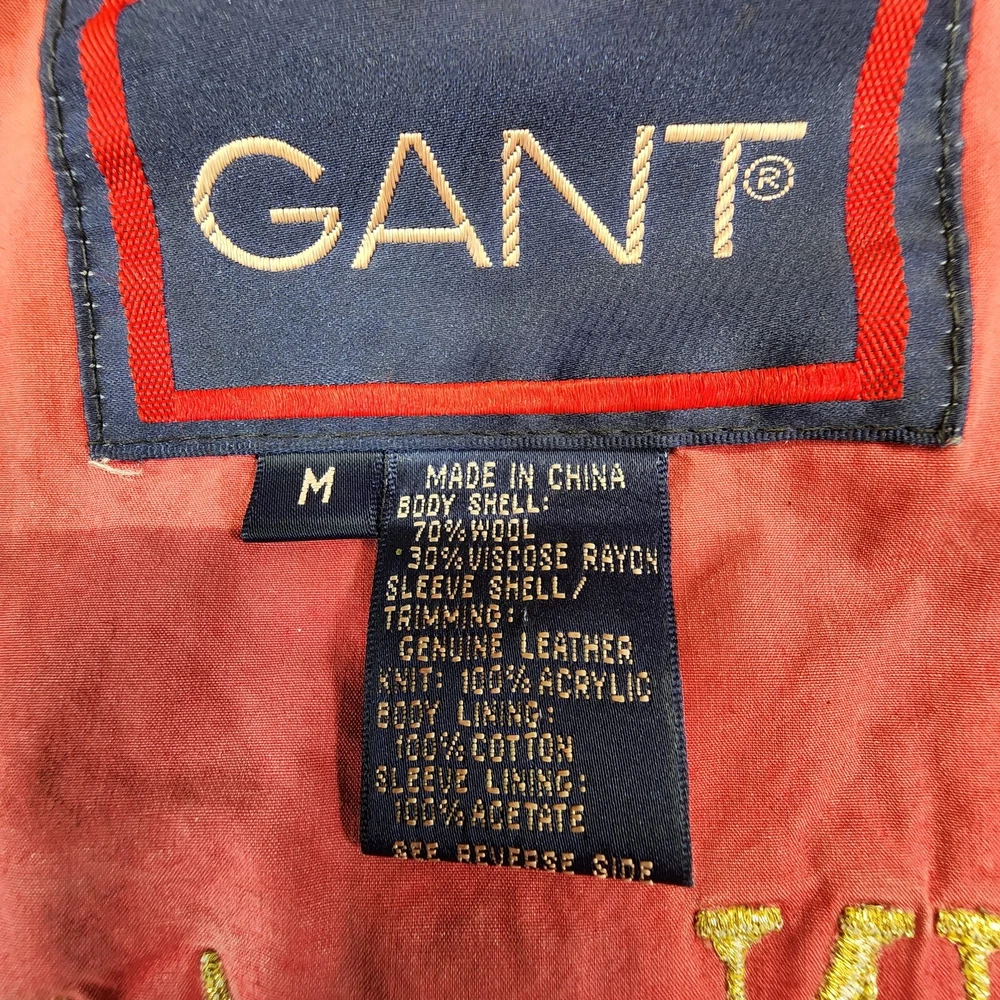 GANT®
M
MADE IN CHINA
BODY SHELL:
70% WOOL
30% VISCOSE RAYON
SLEEVE SHELL/
TRIMMING:
GENUINE LEATHER
KNIT: 100% ACRYLIC
BODY LINING:
100% COTTON
SLEEVE LINING:
100% ACETATE
SEE REVERSE SIDE